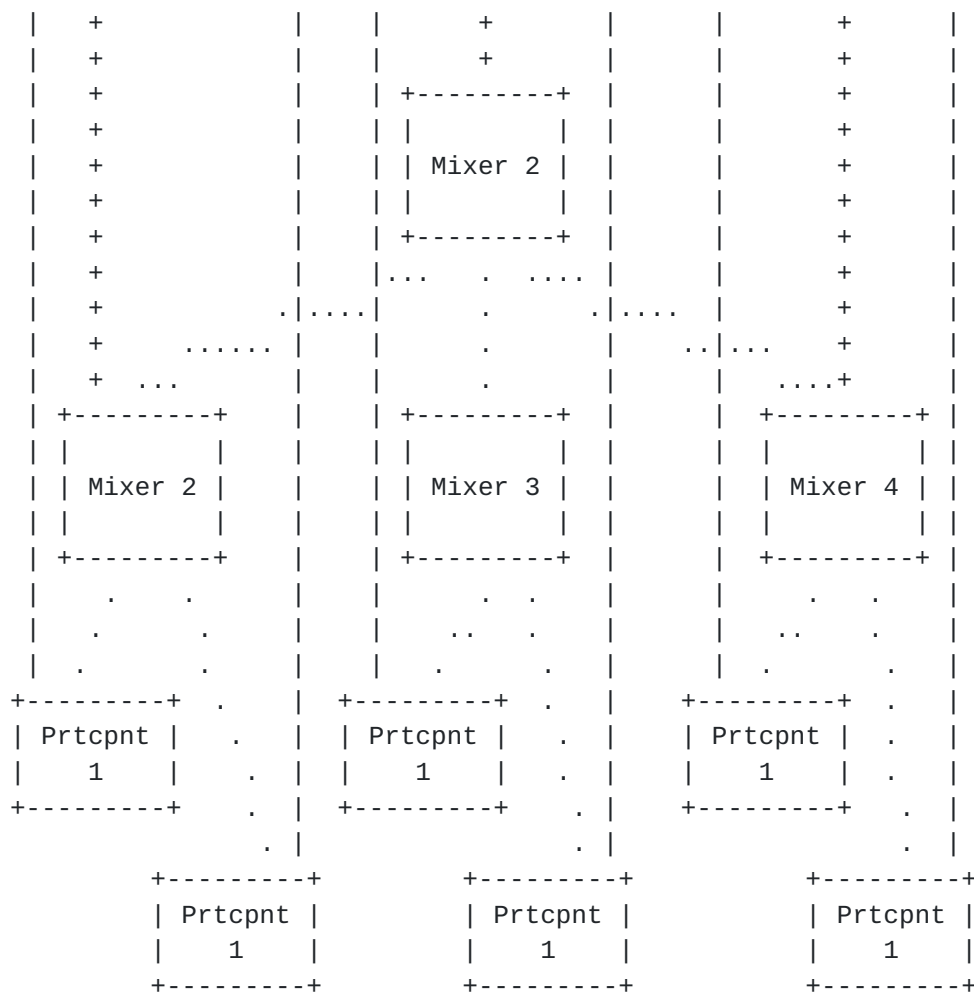 Mixer 2
Mixer 2 Mixer 3 Mixer 4
Prtcpnt Prtcpnt Prtcpnt
1 1 1
Prtcpnt Prtcpnt Prtcpnt
1 1 1